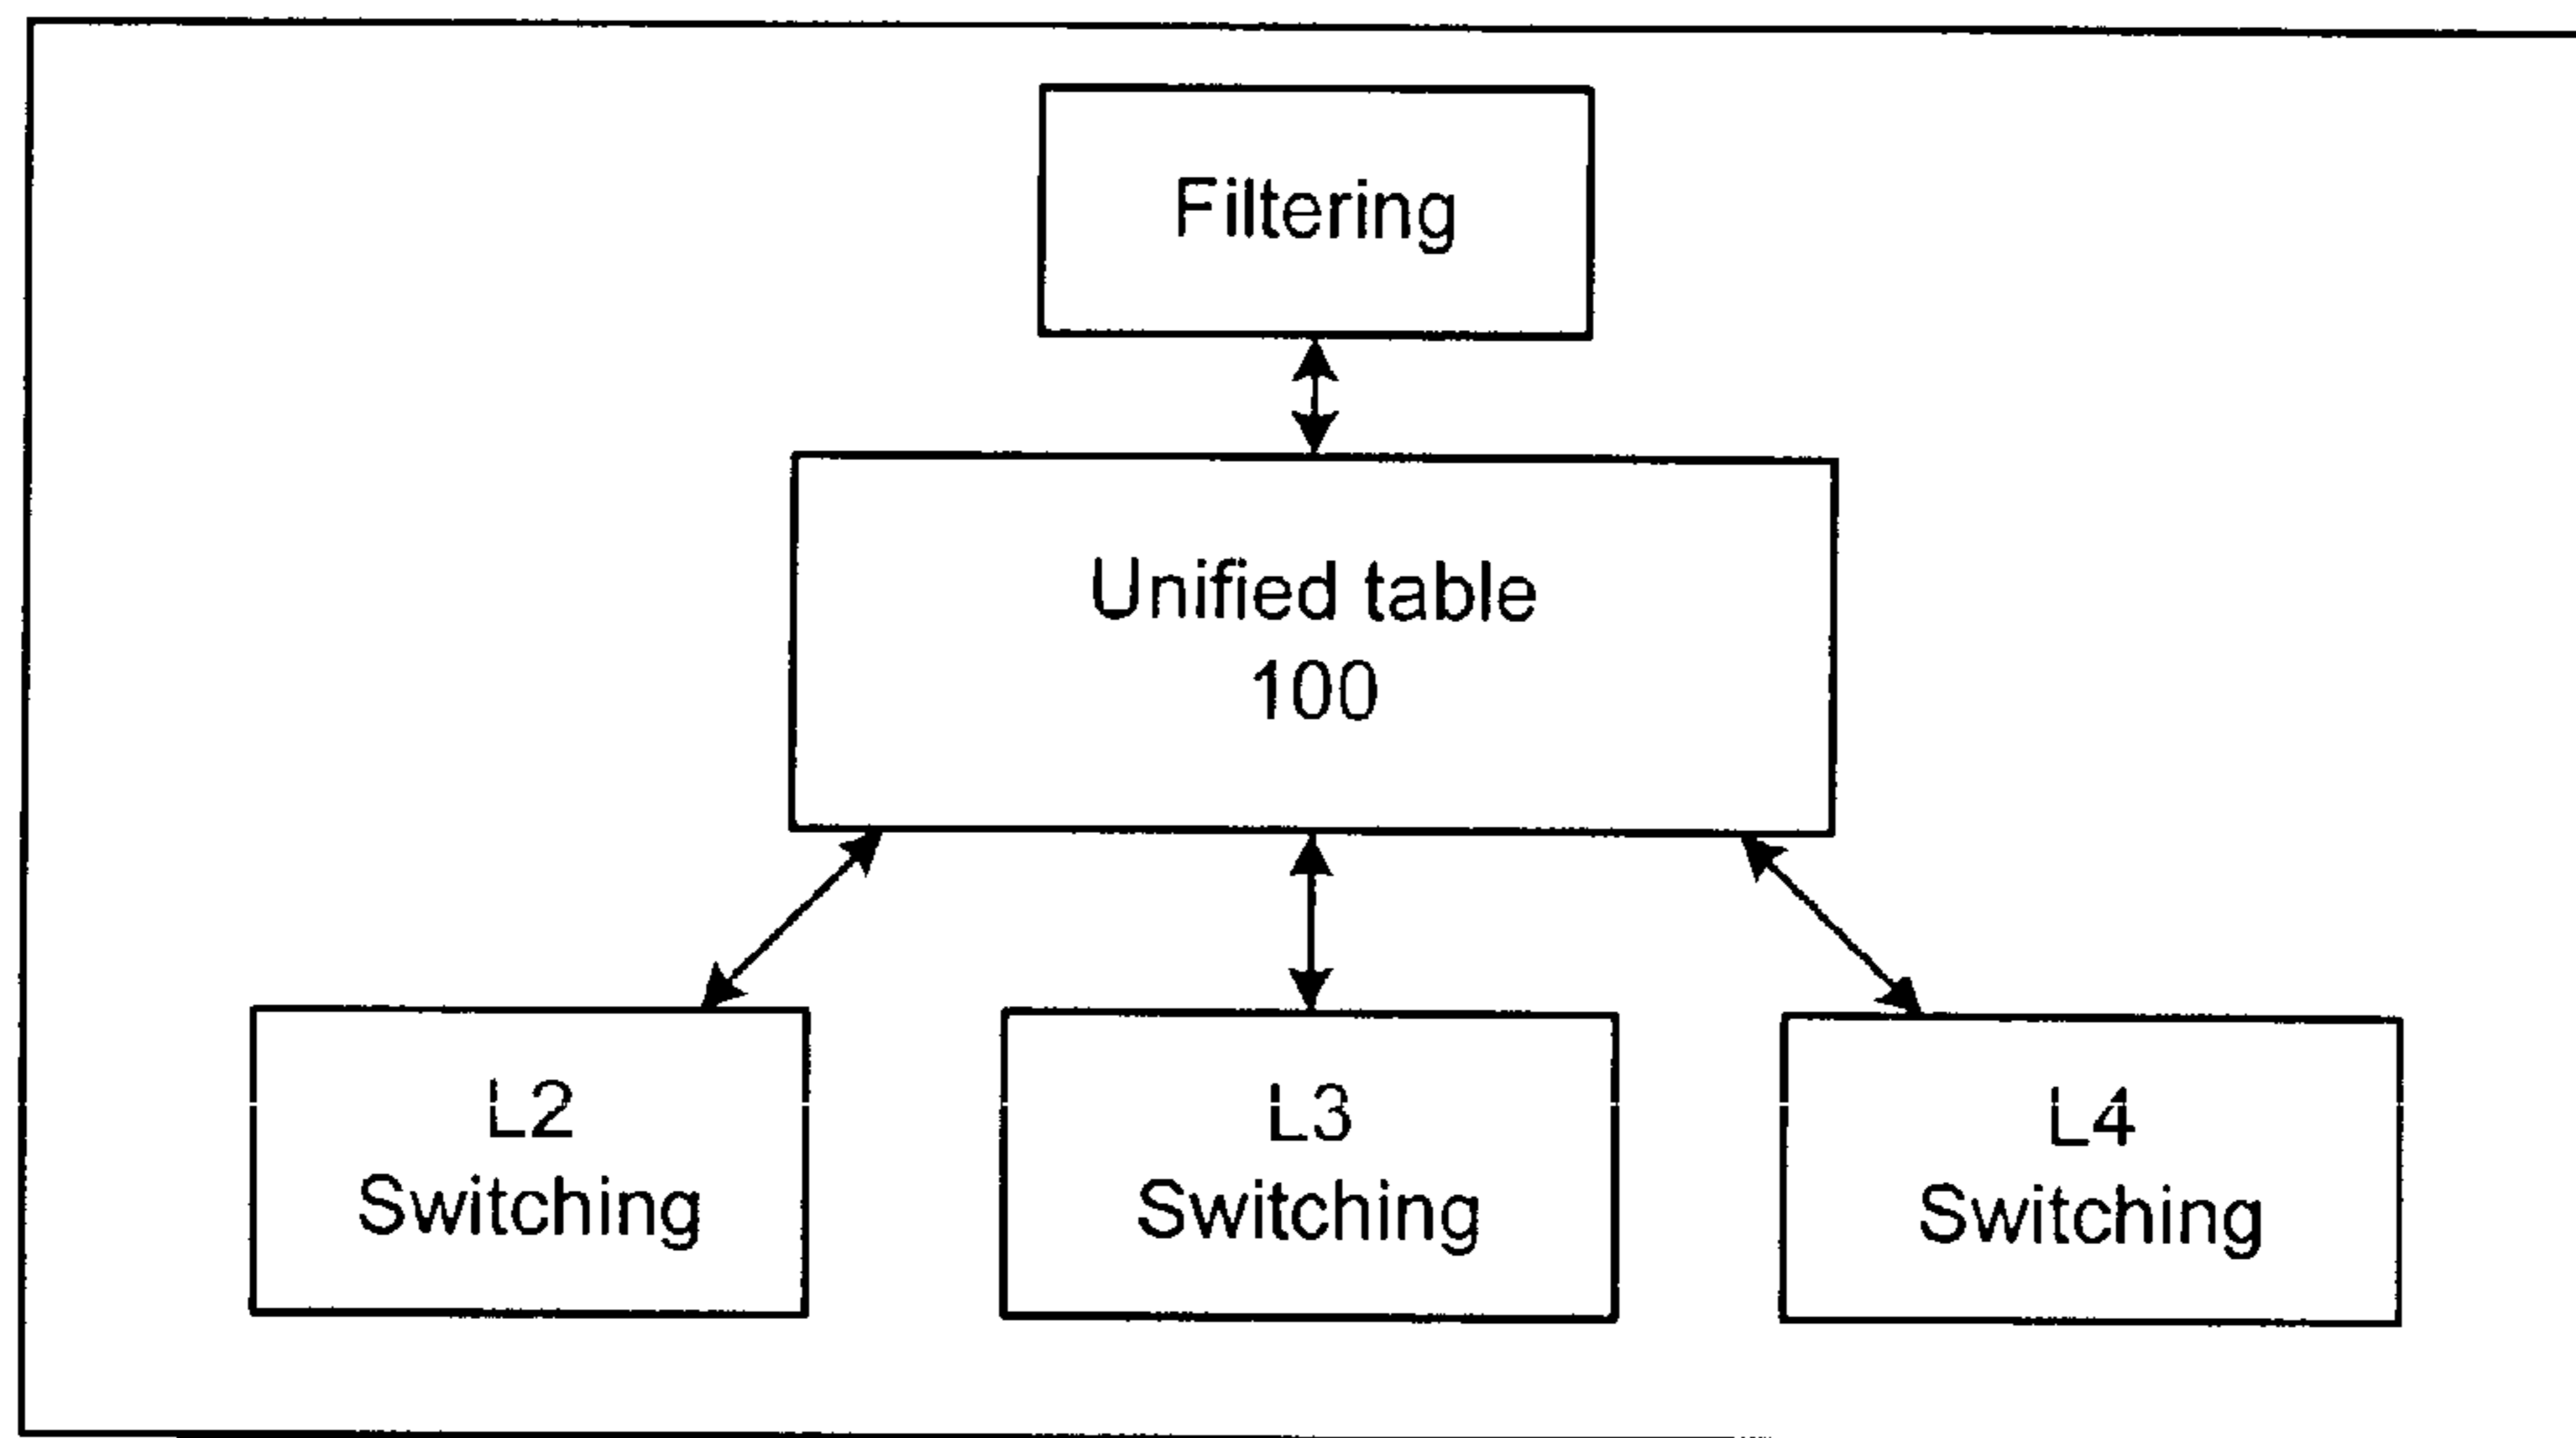 Filtering
Unified table
100
L2
Switching
L3
Switching
L4
Switching